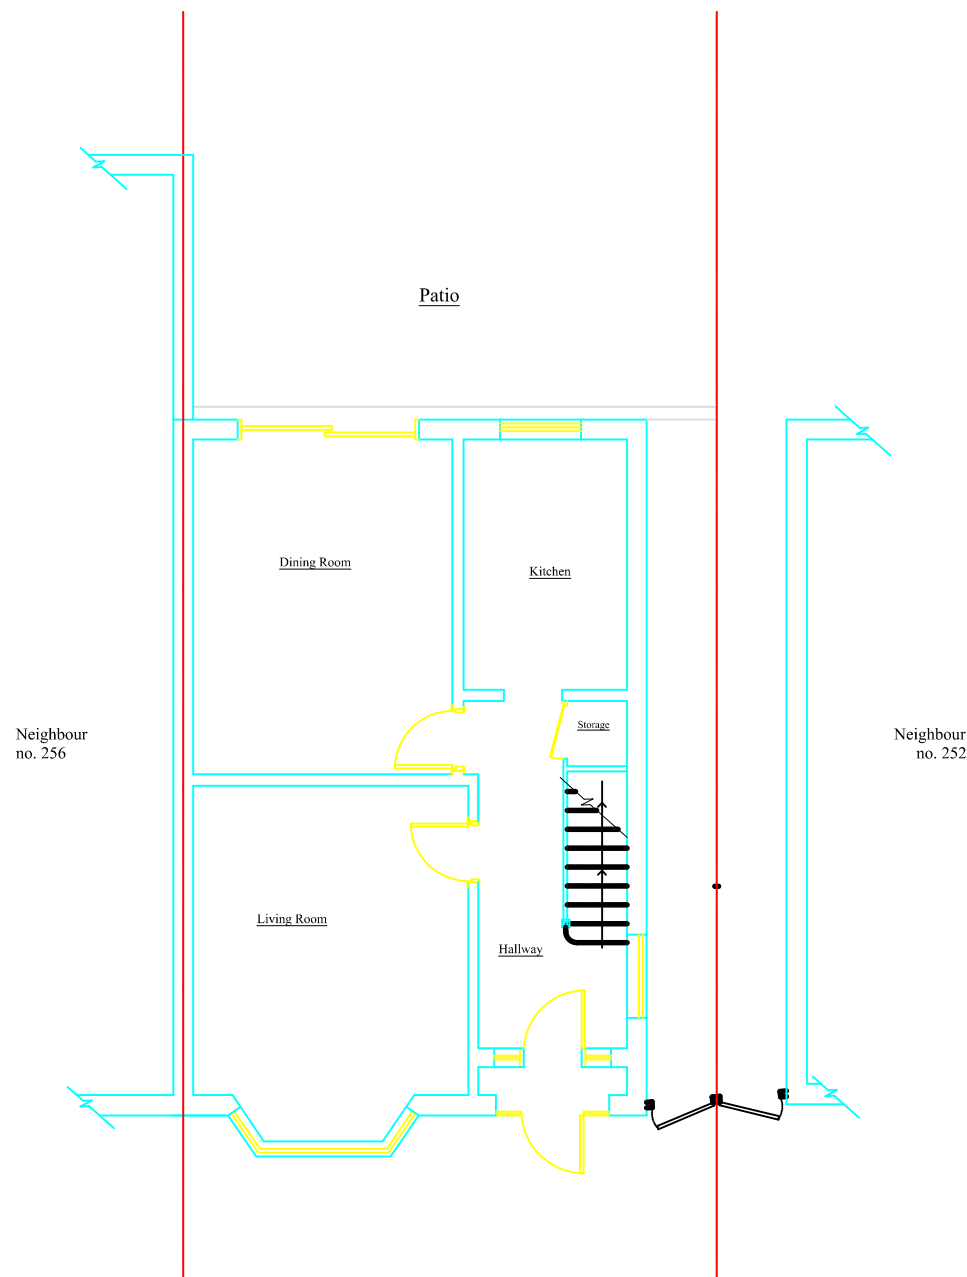 Patio
Dining Room
Kitchen
Storage
Neighbour
no. 256
Neighbour
no. 252
Living Room
Hallway